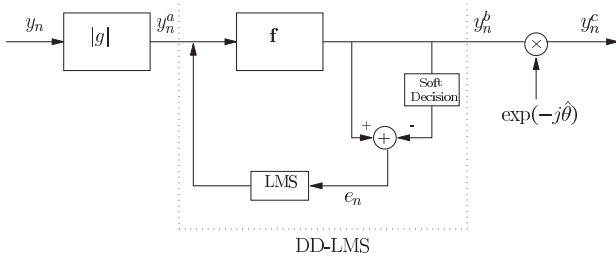 y_n
|g|
y_n^a
f
y_n^b
×
y_n^c
Soft
Decision
+
-
+
exp(-jθ̂)
LMS
e_n
DD-LMS